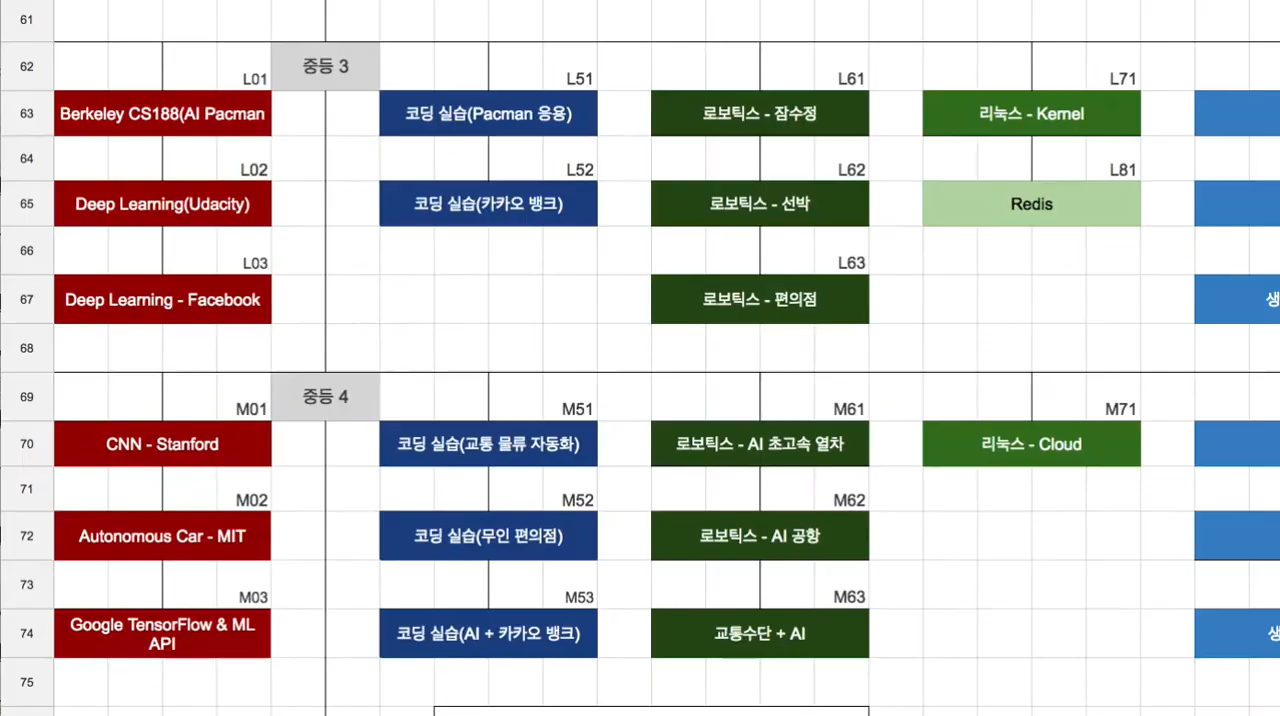 61
62
중등 3
L01
L51
L61
L71
63
Berkeley CS188(AI Pacman
코딩 실습(Pacman 응용)
로보틱스 - 잠수정
리눅스 - Kernel
64
L02
L52
L62
L81
65
Deep Learning(Udacity)
코딩 실습(카카오 뱅크)
로보틱스 - 선박
Redis
66
L03
L63
67
Deep Learning - Facebook
로보틱스 - 편의점
생
68
69
중등 4
M01
M51
M61
M71
70
CNN - Stanford
코딩 실습(교통 물류 자동화)
로보틱스 - AI 초고속 열차
리눅스 - Cloud
71
M02
M52
M62
72
Autonomous Car - MIT
코딩 실습(무인 편의점)
로보틱스 - AI 공항
73
M03
M53
M63
74
Google TensorFlow & ML
API
코딩 실습(AI + 카카오 뱅크)
교통수단 + AI
생
75